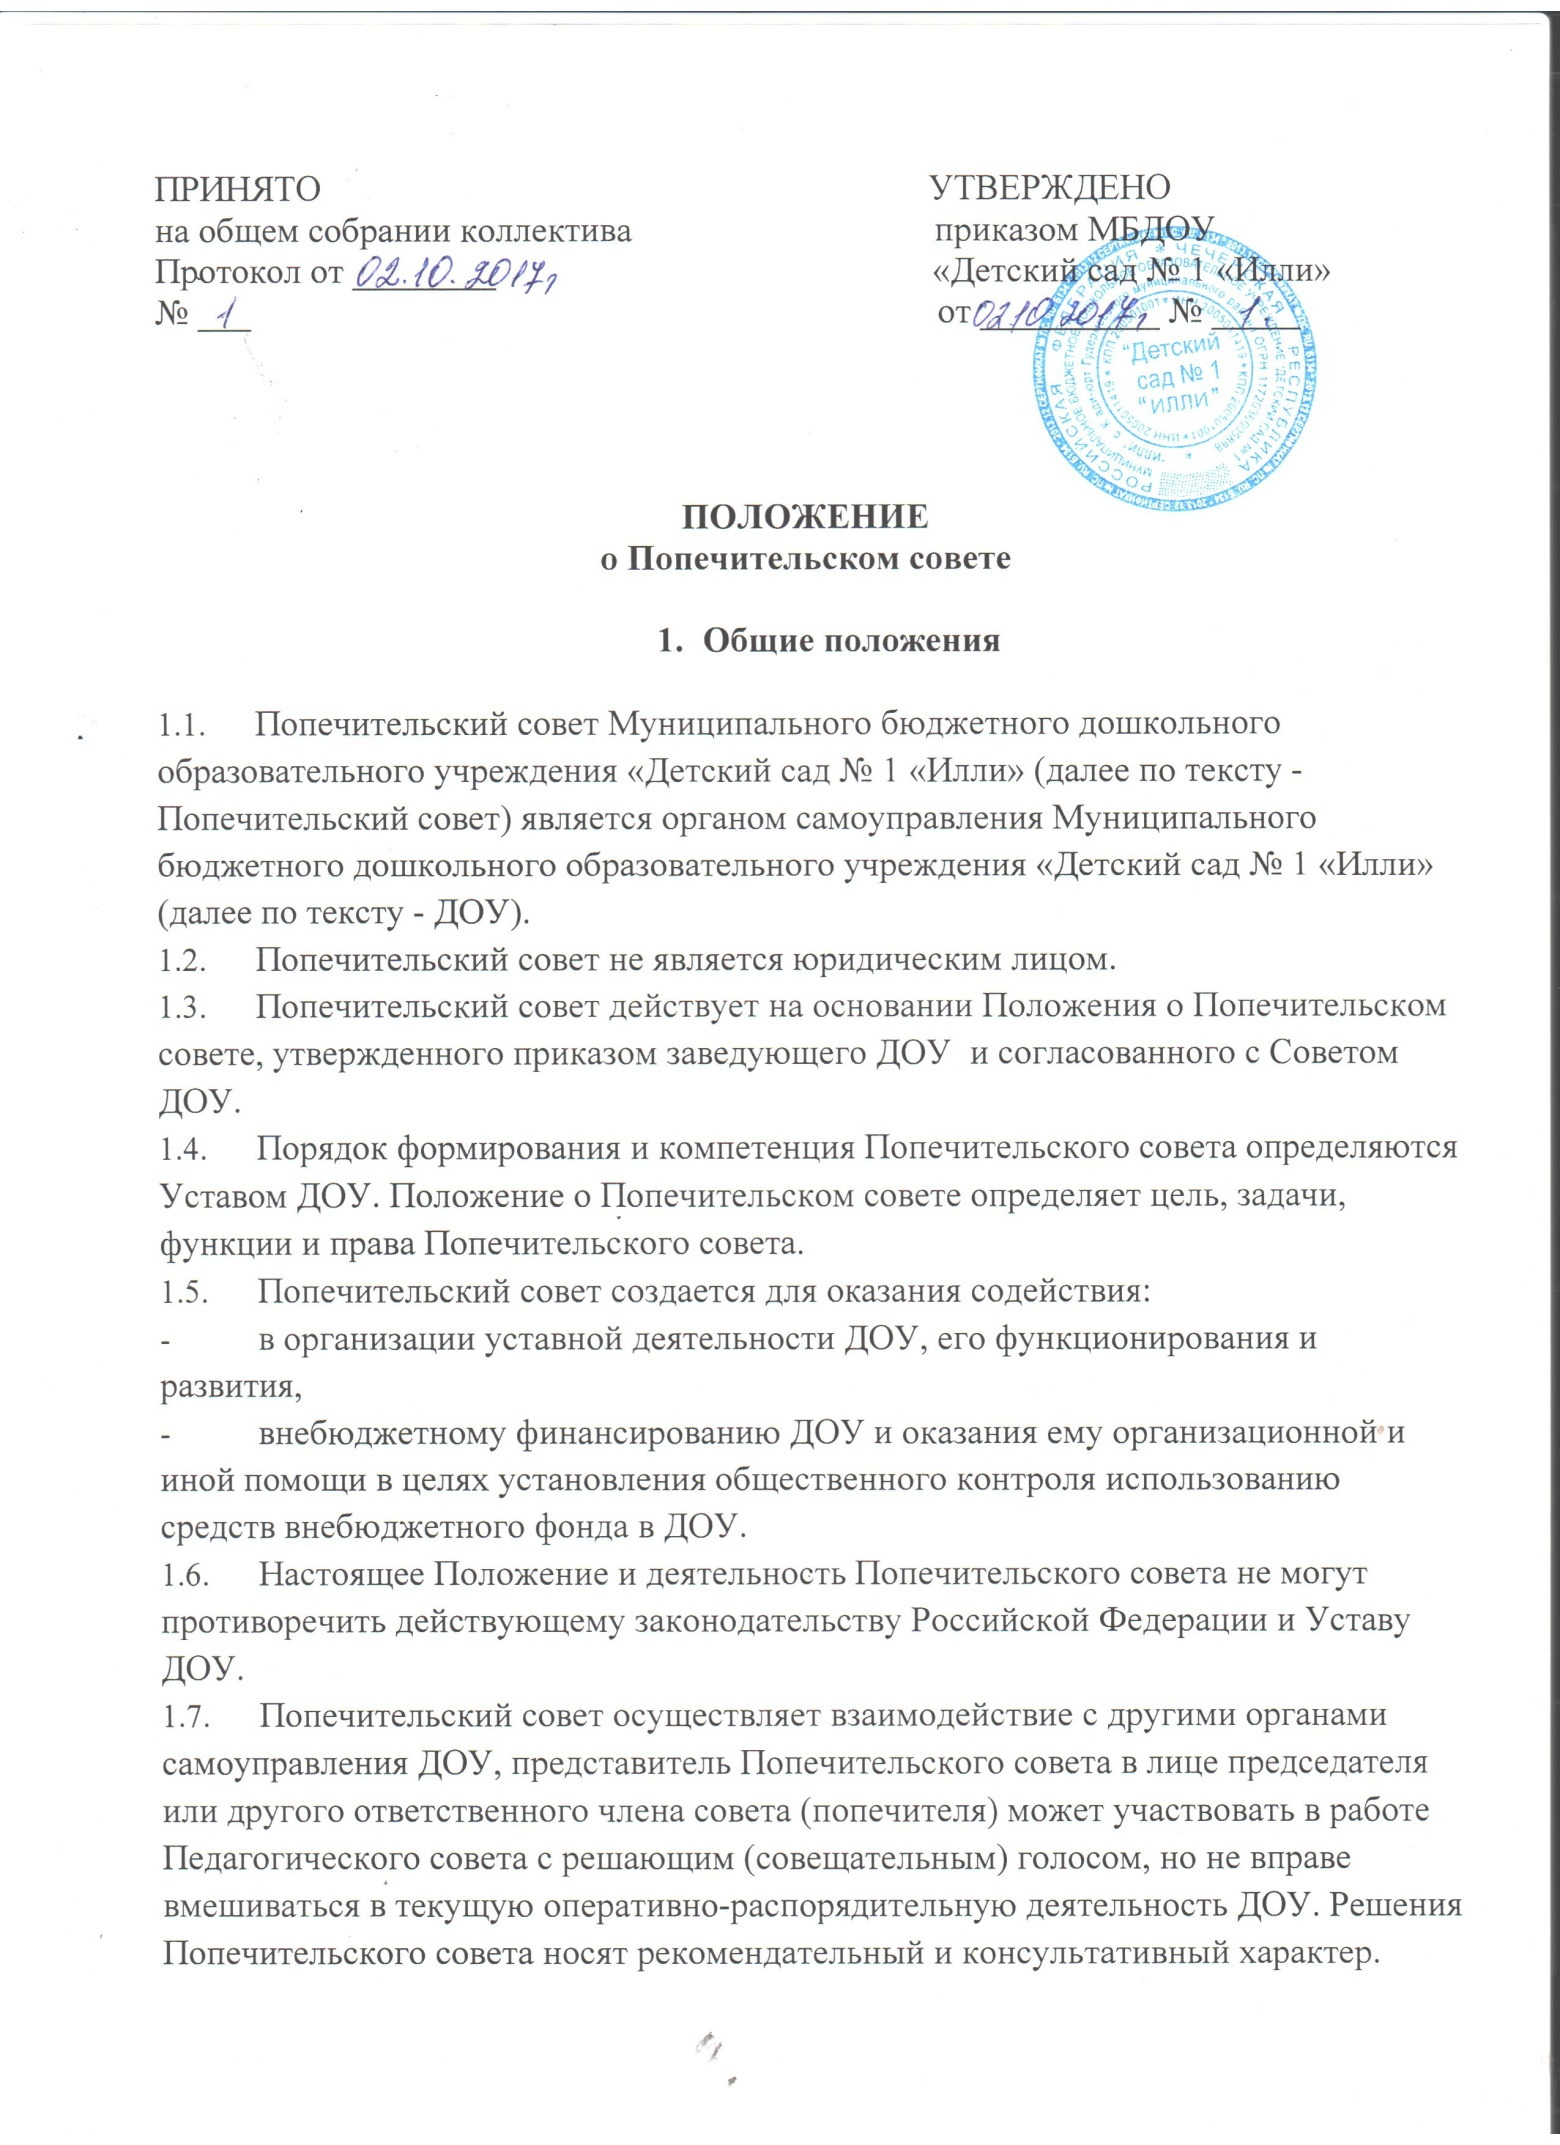 ПРИНЯТО
на общем собрании коллектива
Протокол от 02.10.2017г
№ 1
УТВЕРЖДЕНО
приказом МБДОУ
«Детский сад № 1 «Илли»
от 02.10.2017г № 1.
РОССИЙСКАЯ ФЕДЕРАЦИЯ * ЧЕЧЕНСКАЯ РЕСПУБЛИКА
"Детский
сад № 1
"ИЛЛИ"
ПОЛОЖЕНИЕ
о Попечительском совете
1. Общие положения
1.1. Попечительский совет Муниципального бюджетного дошкольного
образовательного учреждения «Детский сад № 1 «Илли» (далее по тексту -
Попечительский совет) является органом самоуправления Муниципального
бюджетного дошкольного образовательного учреждения «Детский сад № 1 «Илли»
(далее по тексту - ДОУ).
1.2. Попечительский совет не является юридическим лицом.
1.3. Попечительский совет действует на основании Положения о Попечительском
совете, утвержденного приказом заведующего ДОУ и согласованного с Советом
ДОУ.
1.4. Порядок формирования и компетенция Попечительского совета определяются
Уставом ДОУ. Положение о Попечительском совете определяет цель, задачи,
функции и права Попечительского совета.
1.5. Попечительский совет создается для оказания содействия:
- в организации уставной деятельности ДОУ, его функционирования и
развития,
- внебюджетному финансированию ДОУ и оказания ему организационной и
иной помощи в целях установления общественного контроля использованию
средств внебюджетного фонда в ДОУ.
1.6. Настоящее Положение и деятельность Попечительского совета не могут
противоречить действующему законодательству Российской Федерации и Уставу
ДОУ.
1.7. Попечительский совет осуществляет взаимодействие с другими органами
самоуправления ДОУ, представитель Попечительского совета в лице председателя
или другого ответственного члена совета (попечителя) может участвовать в работе
Педагогического совета с решающим (совещательным) голосом, но не вправе
вмешиваться в текущую оперативно-распорядительную деятельность ДОУ. Решения
Попечительского совета носят рекомендательный и консультативный характер.